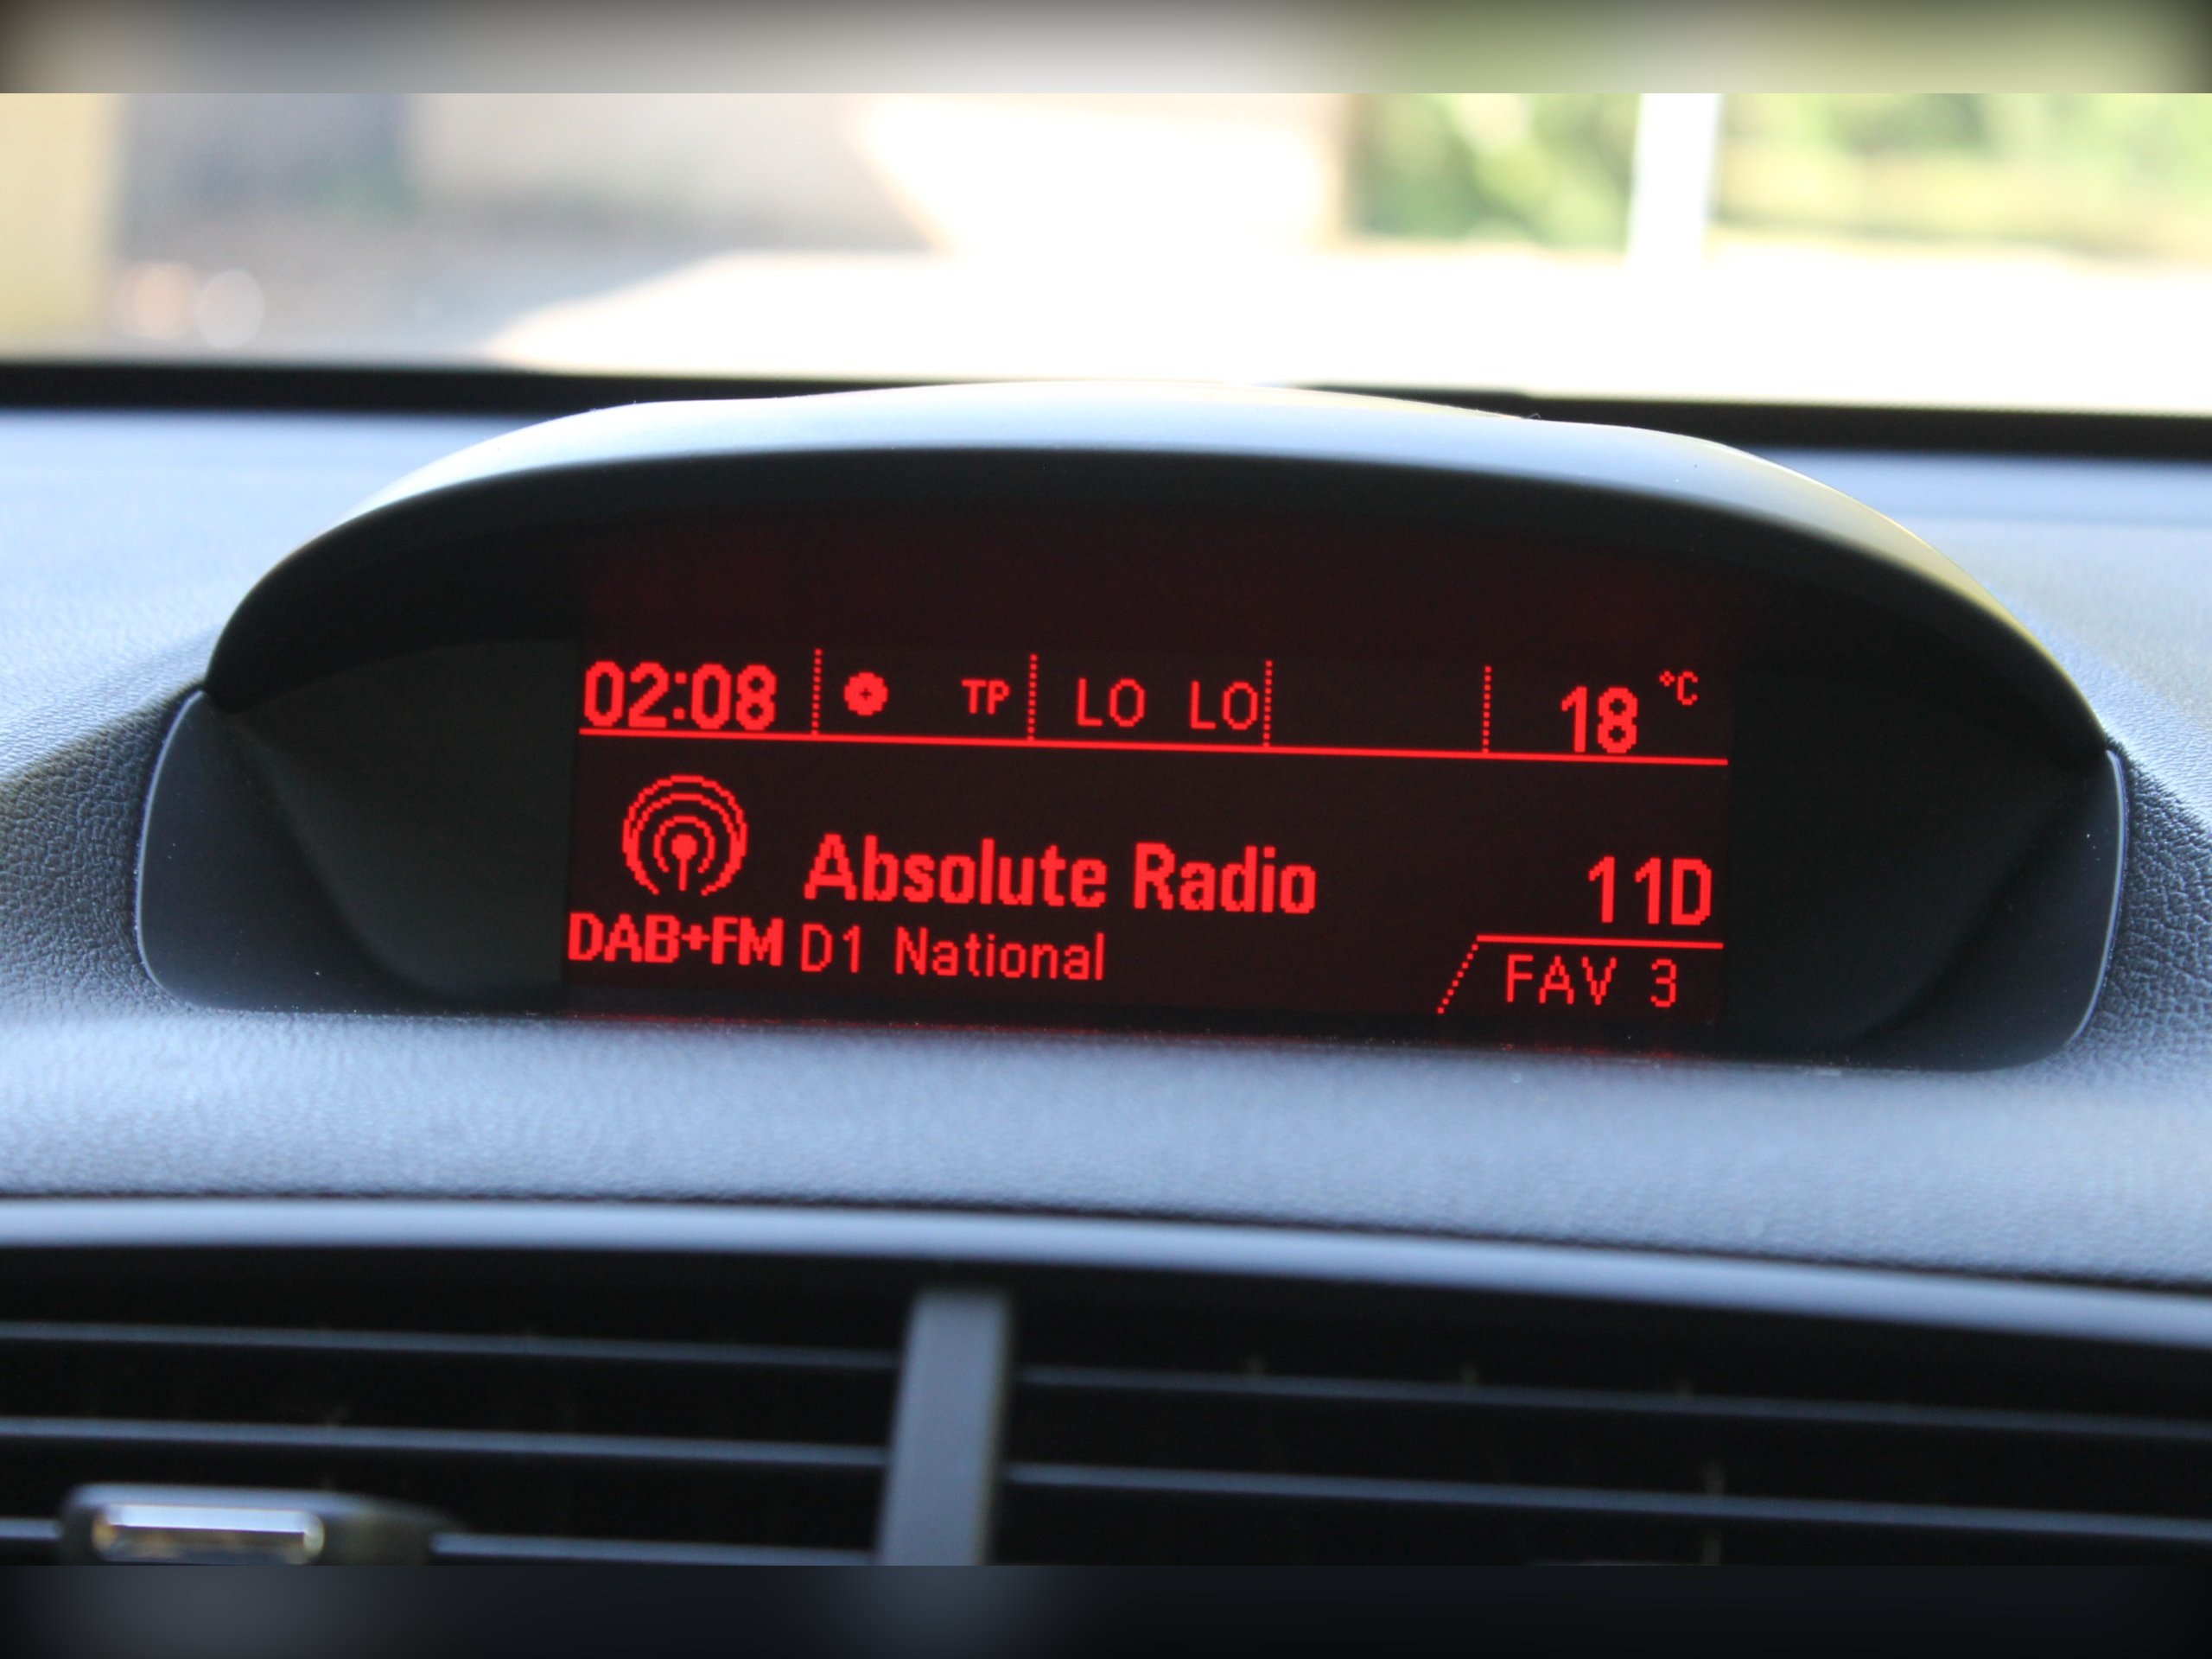 02:08 TP LO LO 18 °C
Absolute Radio 11D
DAB+FM D1 National FAV 3